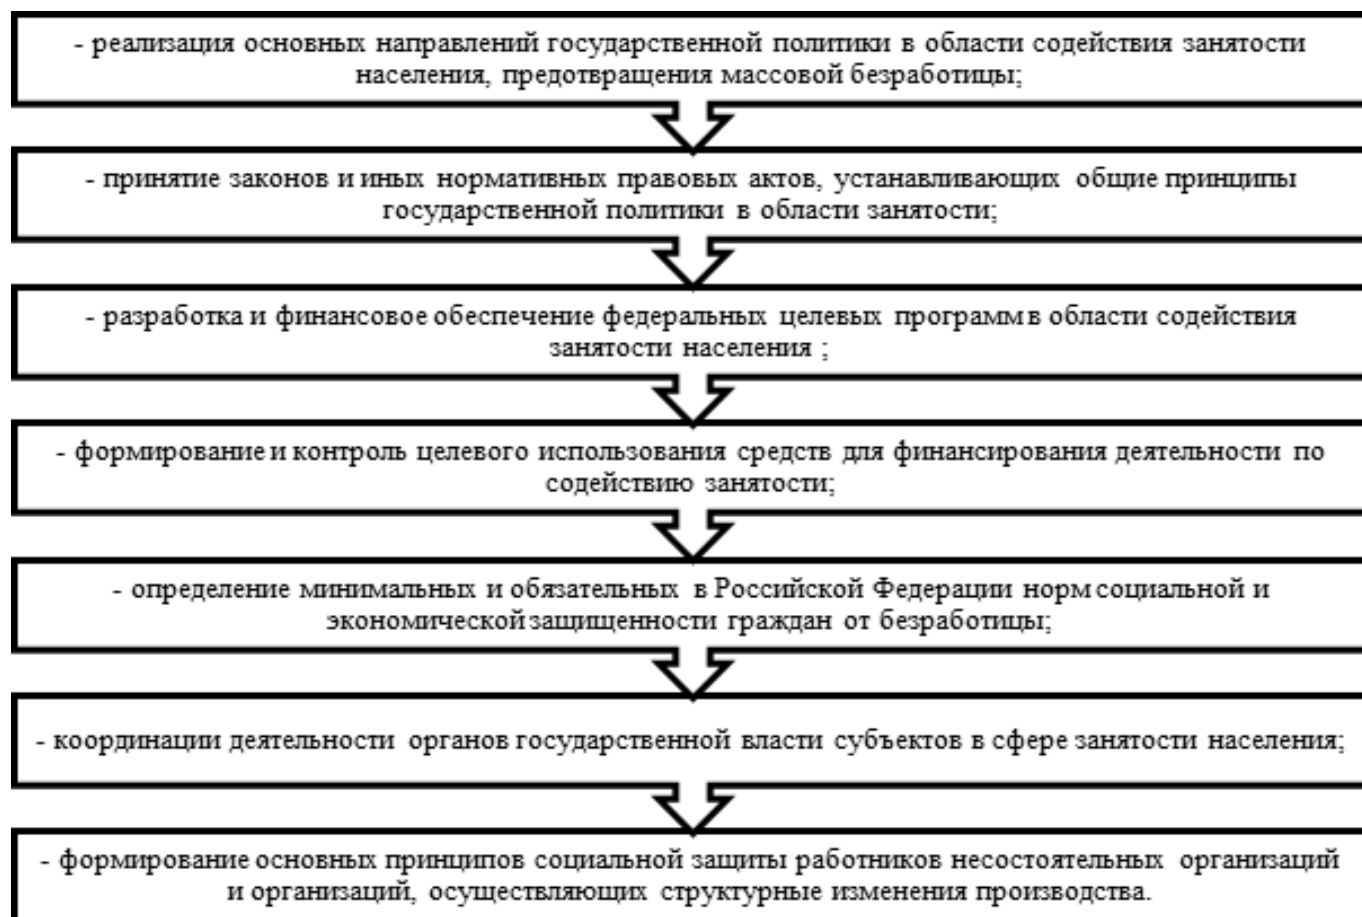 - реализация основных направлений государственной политики в области содействия занятости
населения, предотвращения массовой безработицы;
- принятие законов и иных нормативных правовых актов, устанавливающих общие принципы
государственной политики в области занятости;
- разработка и финансовое обеспечение федеральных целевых программ в области содействия
занятости населения ;
- формирование и контроль целевого использования средств для финансирования деятельности по
содействию занятости;
- определение минимальных и обязательных в Российской Федерации норм социальной и
экономической защищенности граждан от безработицы;
- координации деятельности органов государственной власти субъектов в сфере занятости населения;
- формирование основных принципов социальной защиты работников несостоятельных организаций
и организаций, осуществляющих структурные изменения производства.